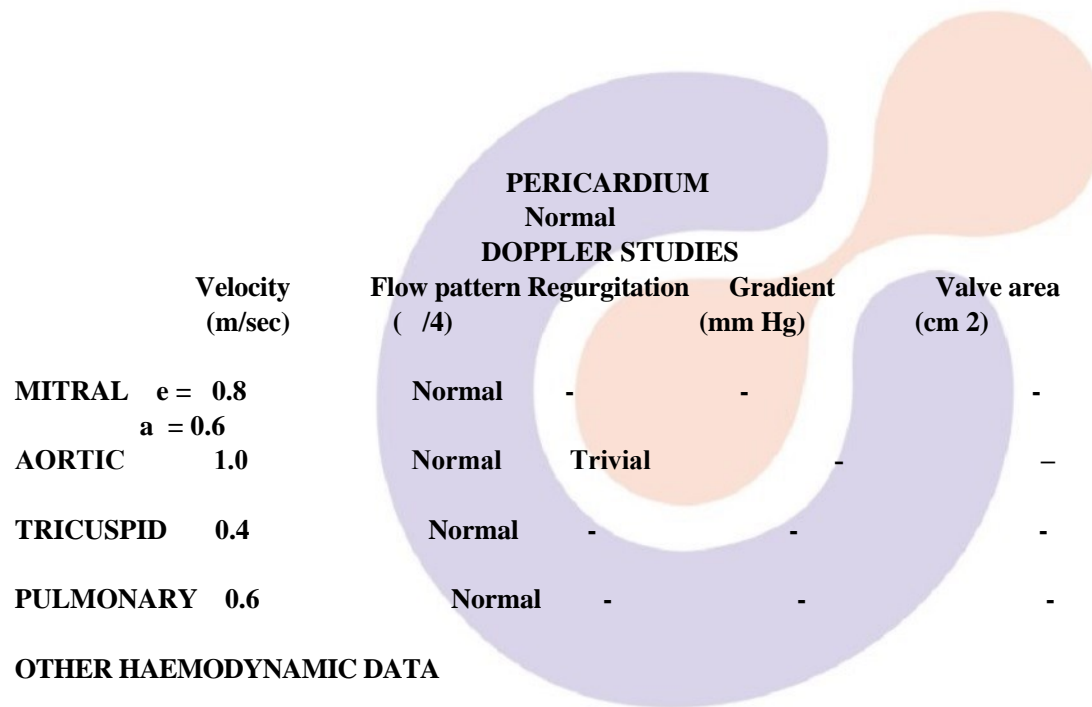 PERICARDIUM
Normal
DOPPLER STUDIES
Velocity Flow pattern Regurgitation Gradient Valve area
(m/sec) ( /4) (mm Hg) (cm 2)
MITRAL e = 0.8 Normal - - -
a = 0.6
AORTIC 1.0 Normal Trivial - –
TRICUSPID 0.4 Normal - - -
PULMONARY 0.6 Normal - - -
OTHER HAEMODYNAMIC DATA